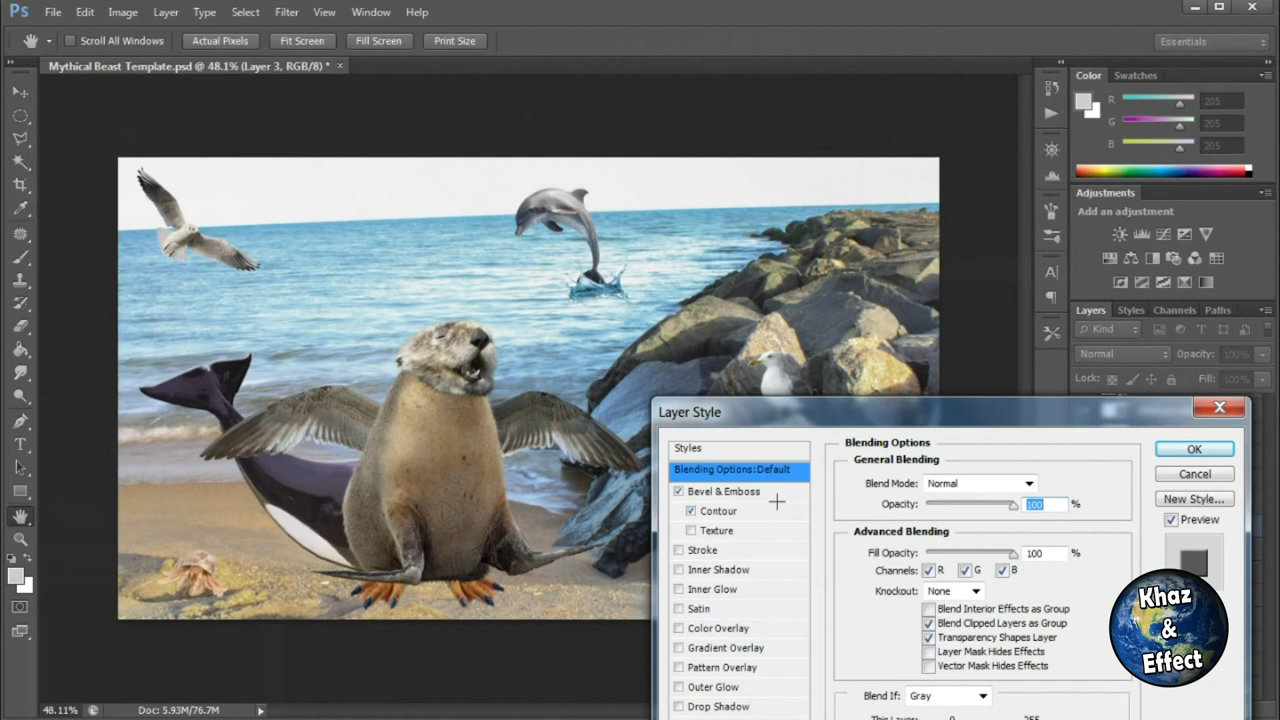 Ps File Edit Image Layer Type Select Filter View Window Help
Scroll All Windows Actual Pixels Fit Screen Fill Screen Print Size Essentials
Mythical Beast Template.psd @ 48.1% (Layer 3, RGB/8) * ×
Color Swatches
R 205
G 205
B 205
Adjustments
Add an adjustment
Layers Styles Channels Paths
Kind
Normal Opacity: 100%
Lock: Fill: 100%
Layer Style
Styles
Blending Options:Default
Bevel & Emboss
Contour
Texture
Stroke
Inner Shadow
Inner Glow
Satin
Color Overlay
Gradient Overlay
Pattern Overlay
Outer Glow
Drop Shadow
Blending Options
General Blending
Blend Mode: Normal
Opacity: 100 %
Advanced Blending
Fill Opacity: 100 %
Channels: R G B
Knockout: None
Blend Interior Effects as Group
Blend Clipped Layers as Group
Transparency Shapes Layer
Layer Mask Hides Effects
Vector Mask Hides Effects
Blend If: Gray
This Layer: 0 255
OK
Cancel
New Style...
Preview
Khaz
&
Effect
48.11% Doc: 5.93M/76.7M